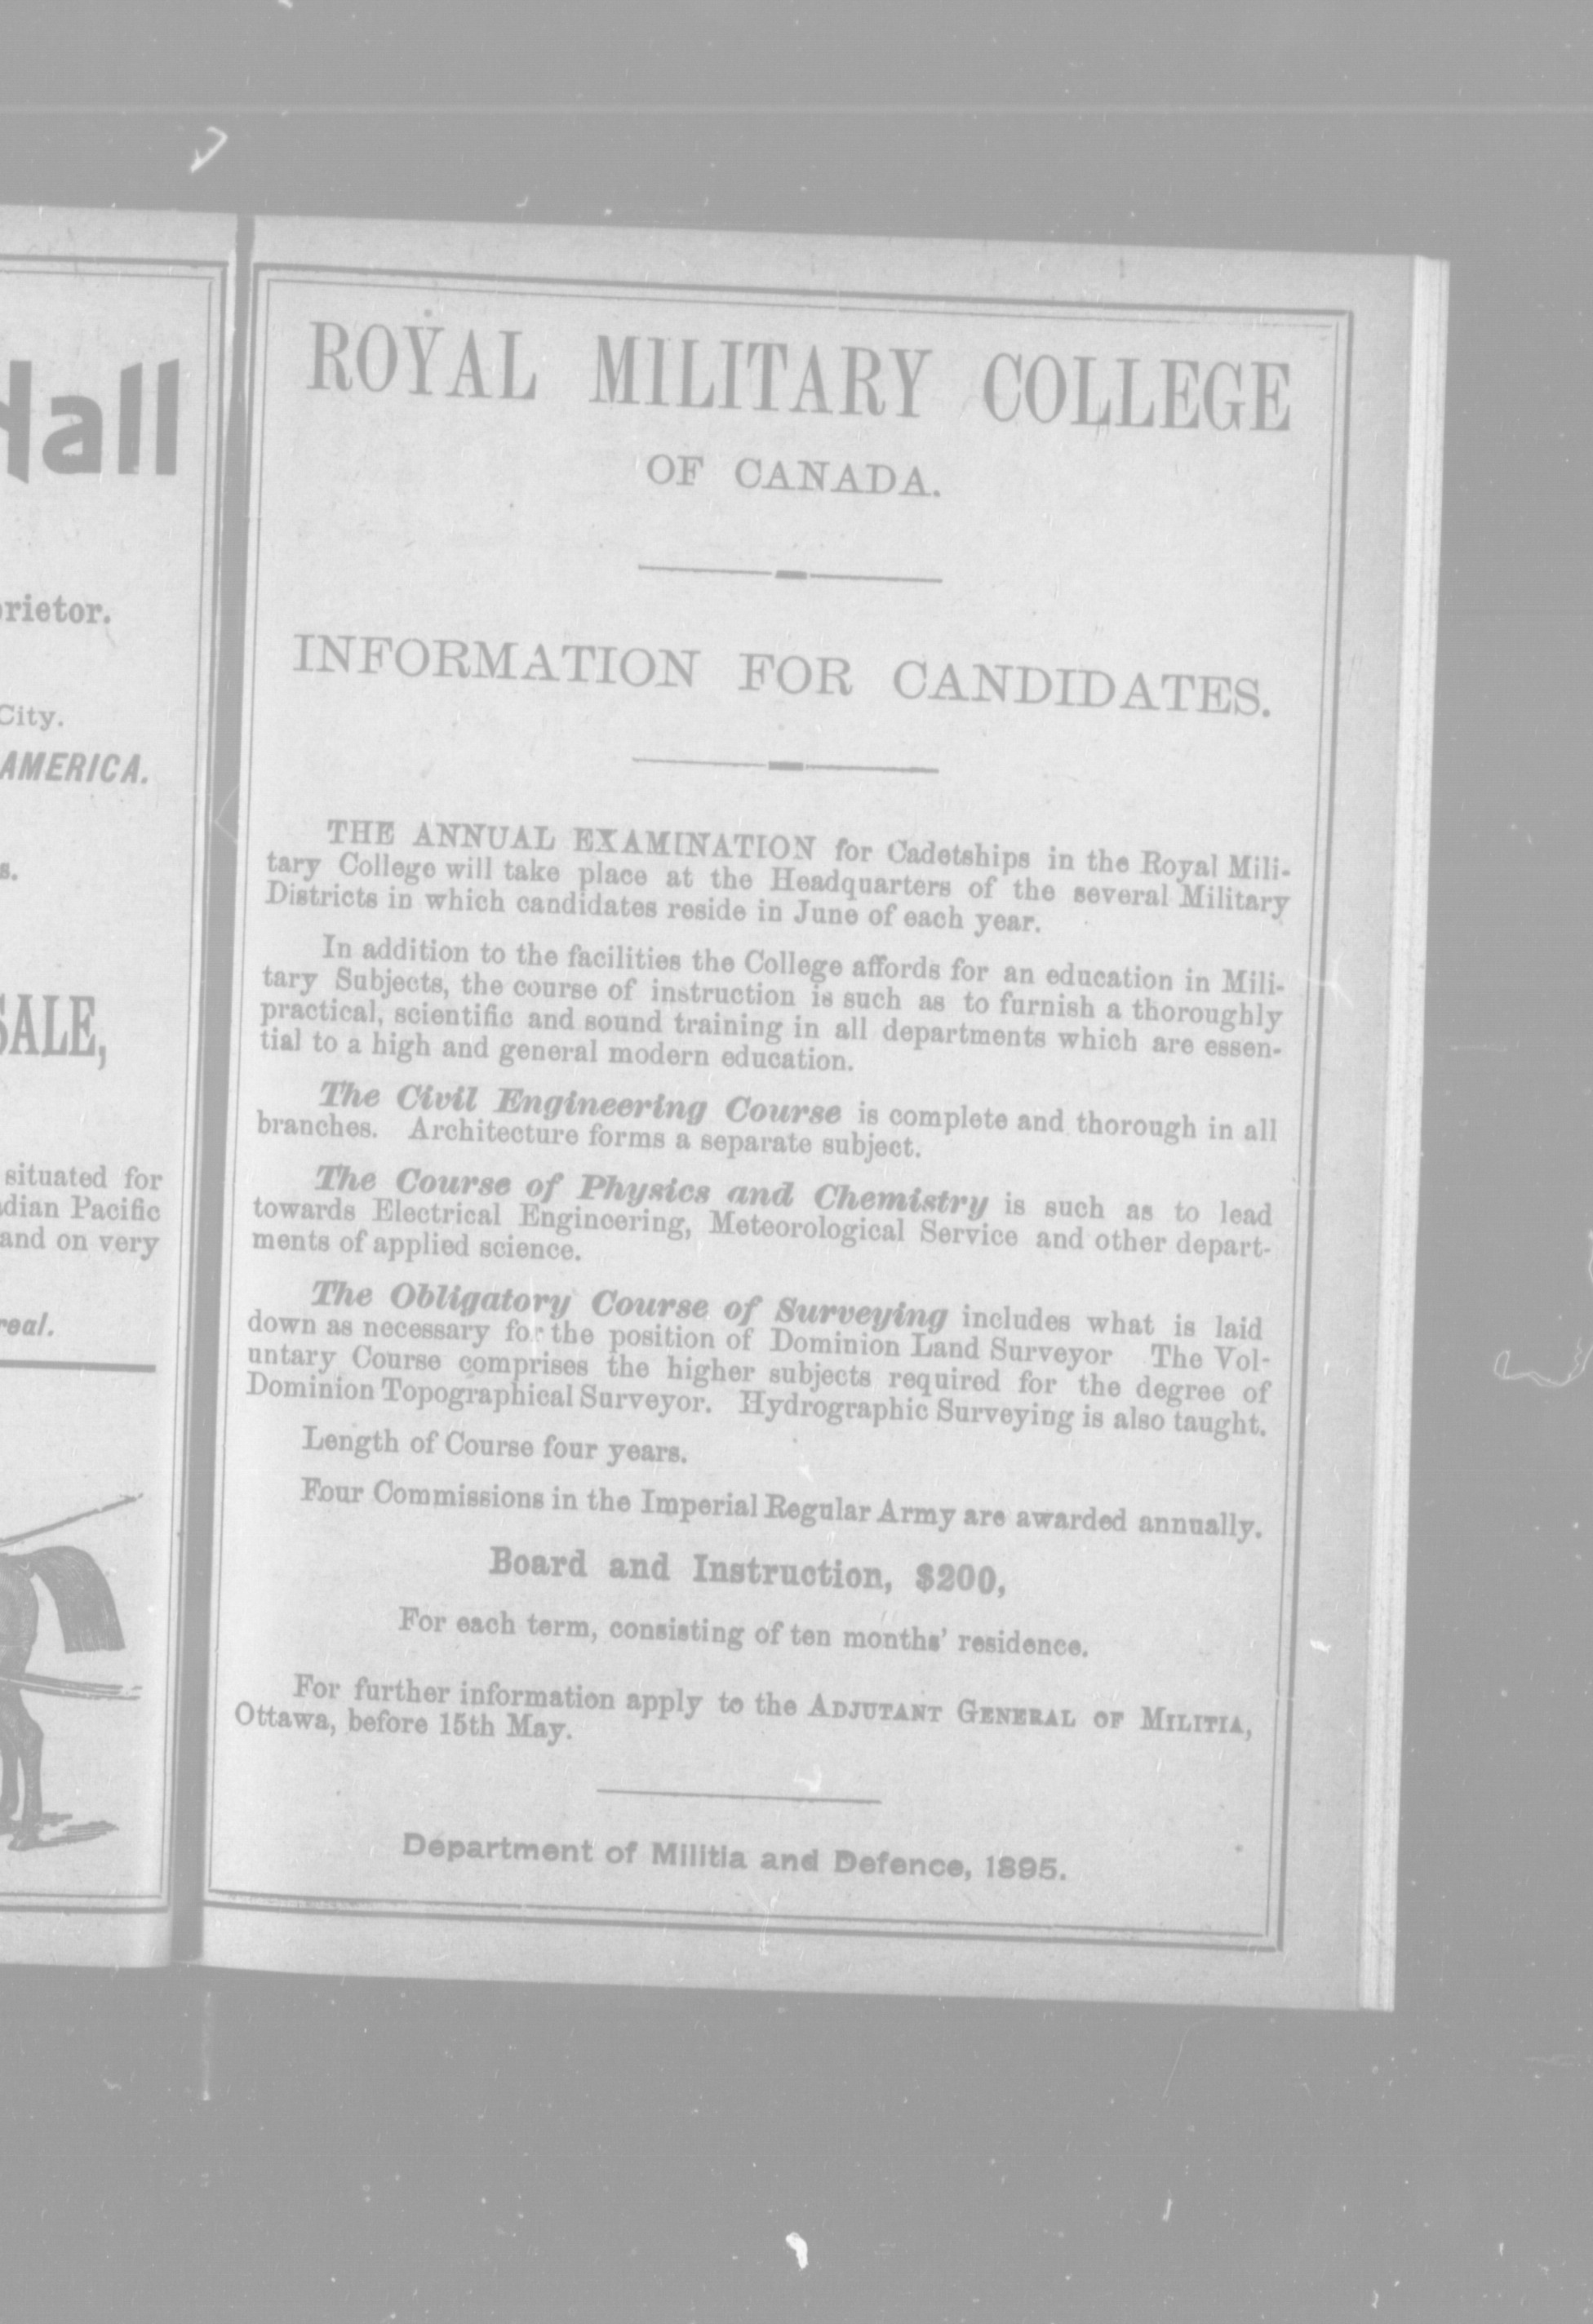 Hall
rietor.
City.
AMERICA.
s.
SALE,
situated for
dian Pacific
and on very
real.
ROYAL MILITARY COLLEGE
OF CANADA.
INFORMATION FOR CANDIDATES.
THE ANNUAL EXAMINATION for Cadetships in the Royal Mili-
tary College will take place at the Headquarters of the several Military
Districts in which candidates reside in June of each year.
In addition to the facilities the College affords for an education in Mili-
tary Subjects, the course of instruction is such as to furnish a thoroughly
practical, scientific and sound training in all departments which are essen-
tial to a high and general modern education.
The Civil Engineering Course is complete and thorough in all
branches. Architecture forms a separate subject.
The Course of Physics and Chemistry is such as to lead
towards Electrical Engineering, Meteorological Service and other depart-
ments of applied science.
The Obligatory Course of Surveying includes what is laid
down as necessary for the position of Dominion Land Surveyor The Vol-
untary Course comprises the higher subjects required for the degree of
Dominion Topographical Surveyor. Hydrographic Surveying is also taught.
Length of Course four years.
Four Commissions in the Imperial Regular Army are awarded annually.
Board and Instruction, $200,
For each term, consisting of ten months' residence.
For further information apply to the ADJUTANT GENERAL OF MILITIA,
Ottawa, before 15th May.
Department of Militia and Defence, 1895.